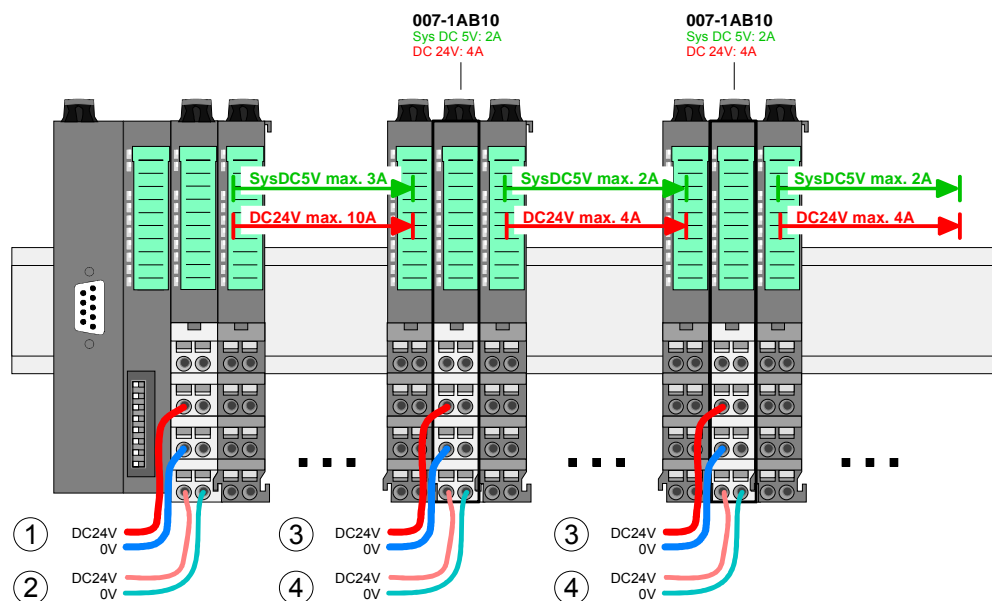 007-1AB10
Sys DC 5V: 2A
DC 24V: 4A
007-1AB10
Sys DC 5V: 2A
DC 24V: 4A
SysDC5V max. 3A
SysDC5V max. 2A
SysDC5V max. 2A
DC24V max. 10A
DC24V max. 4A
DC24V max. 4A
1
DC24V
0V
3
DC24V
0V
3
DC24V
0V
2
DC24V
0V
4
DC24V
0V
4
DC24V
0V